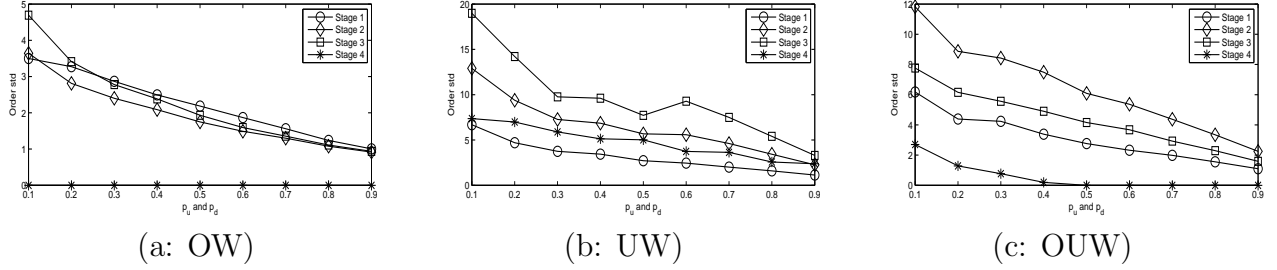 5
4
3
2
1
0
0.1 0.2 0.3 0.4 0.5 0.6 0.7 0.8 0.9
Order std
p_u and p_d
Stage 1
Stage 2
Stage 3
Stage 4
(a: OW)
20
15
10
5
0
0.1 0.2 0.3 0.4 0.5 0.6 0.7 0.8 0.9
Order std
p_u and p_d
Stage 1
Stage 2
Stage 3
Stage 4
(b: UW)
12
10
8
6
4
2
0
0.1 0.2 0.3 0.4 0.5 0.6 0.7 0.8 0.9
Order std
p_u and p_d
Stage 1
Stage 2
Stage 3
Stage 4
(c: OUW)